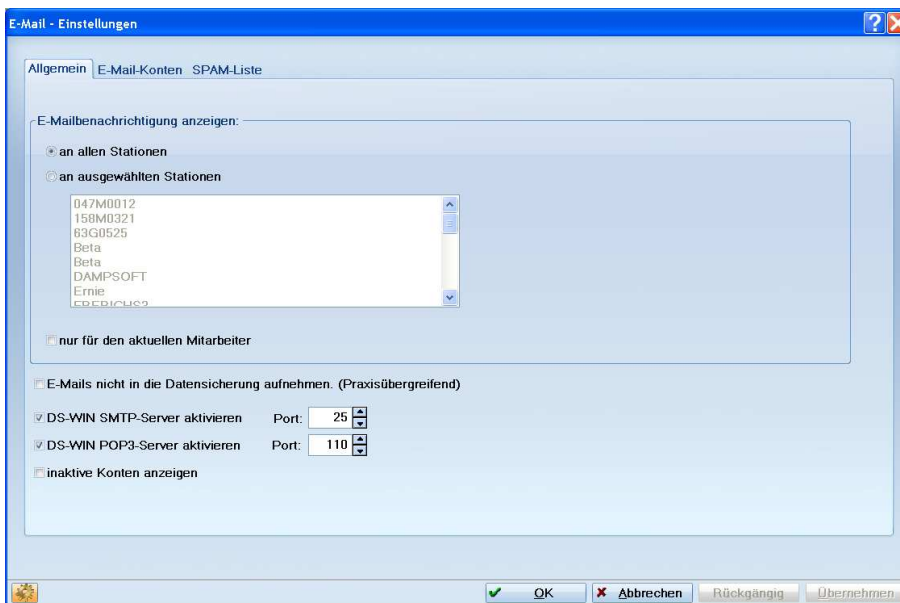 E-Mail - Einstellungen
Allgemein E-Mail-Konten SPAM-Liste
E-Mailbenachrichtigung anzeigen:
an allen Stationen
an ausgewählten Stationen
047M0012
158M0321
63G0525
Beta
Beta
DAMPSOFT
Ernie
nur für den aktuellen Mitarbeiter
E-Mails nicht in die Datensicherung aufnehmen. (Praxisübergreifend)
DS-WIN SMTP-Server aktivieren Port: 25
DS-WIN POP3-Server aktivieren Port: 110
inaktive Konten anzeigen
OK Abbrechen Rückgängig Übernehmen